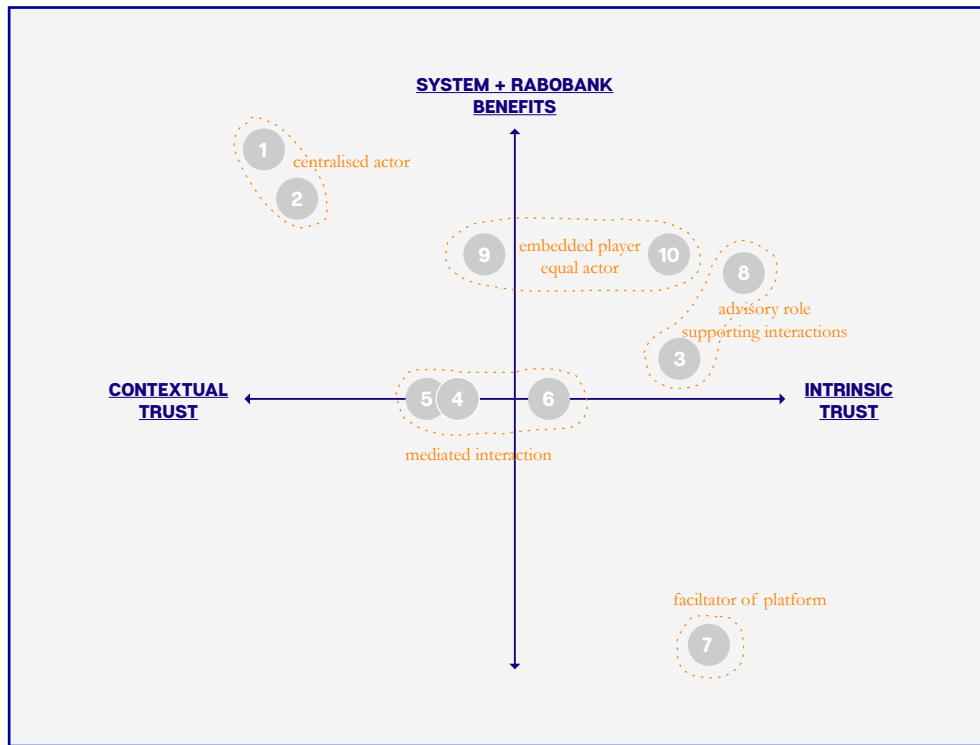 SYSTEM + RABOBANK
BENEFITS
1
centralised actor
2
9
embedded player
equal actor
10
8
advisory role
supporting interactions
3
CONTEXTUAL
TRUST
5
4
6
INTRINSIC
TRUST
mediated interaction
faciltator of platform
7